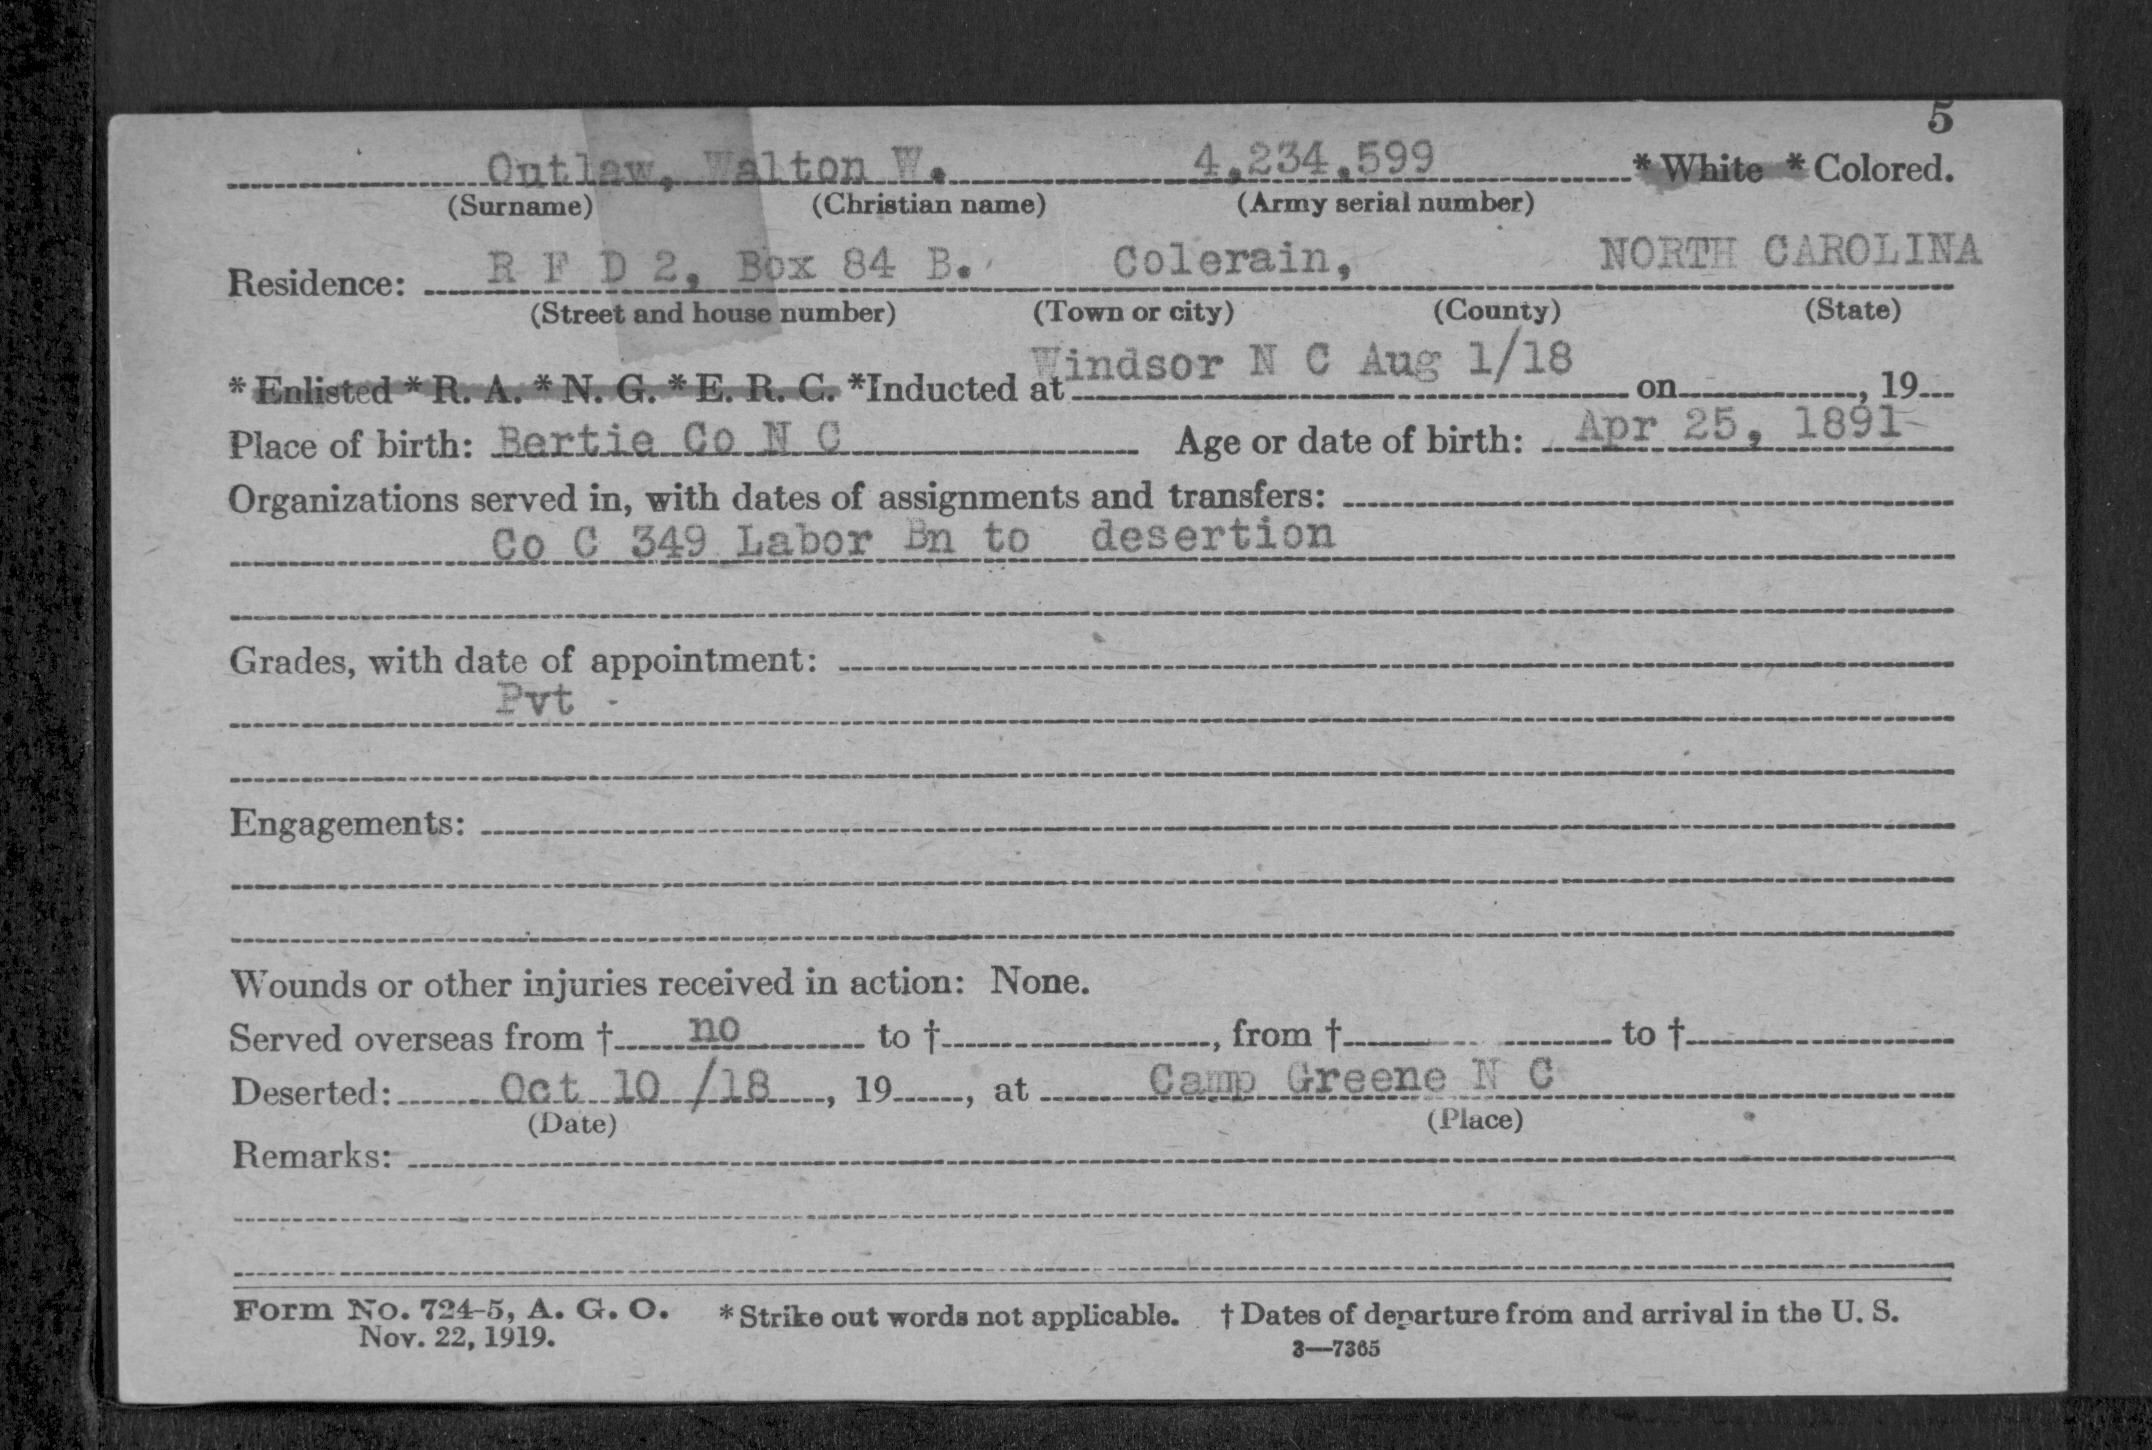 5
Outlaw, Walton W. 4,234,599 * White * Colored.
(Surname) (Christian name) (Army serial number)
Residence: R F D 2, Box 84 B. Colerain, NORTH CAROLINA
(Street and house number) (Town or city) (County) (State)
* Enlisted * R. A. * N. G. * E. R. C. *Inducted at Windsor N C Aug 1/18 on , 19
Place of birth: Bertie Co N C Age or date of birth: Apr 25, 1891
Organizations served in, with dates of assignments and transfers:
Co C 349 Labor Bn to desertion
Grades, with date of appointment:
Pvt -
Engagements:
Wounds or other injuries received in action: None.
Served overseas from † no to † , from † to †
Deserted: Oct 10 /18 , 19 , at Camp Greene N C
(Date) (Place)
Remarks:
Form No. 724-5, A. G. O. * Strike out words not applicable. † Dates of departure from and arrival in the U. S.
Nov. 22, 1919. 3—7365